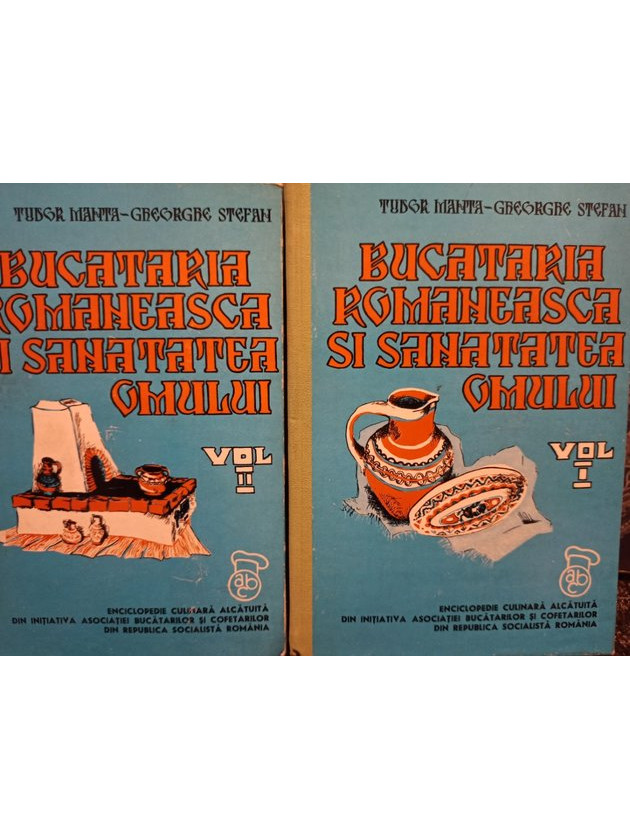 TUDOR MANTA-GHEORGHE STEFAN
BUCATARIA
ROMANEASCA
I SANATATEA
OMULUI
VOL
II
abc
ENCICLOPEDIE CULINARĂ ALCĂTUITĂ
DIN INIȚIATIVA ASOCIAȚIEI BUCĂTARILOR ȘI COFETARILOR
DIN REPUBLICA SOCIALISTĂ ROMÂNIA
TUDOR MANTA-GHEORGHE STEFAN
BUCATARIA
ROMANEASCA
SI SANATATEA
OMULUI
VOL
I
abc
ENCICLOPEDIE CULINARĂ ALCĂTUITĂ
DIN INIȚIATIVA ASOCIAȚIEI BUCĂTARILOR ȘI COFETARILOR
DIN REPUBLICA SOCIALISTĂ ROMÂNIA